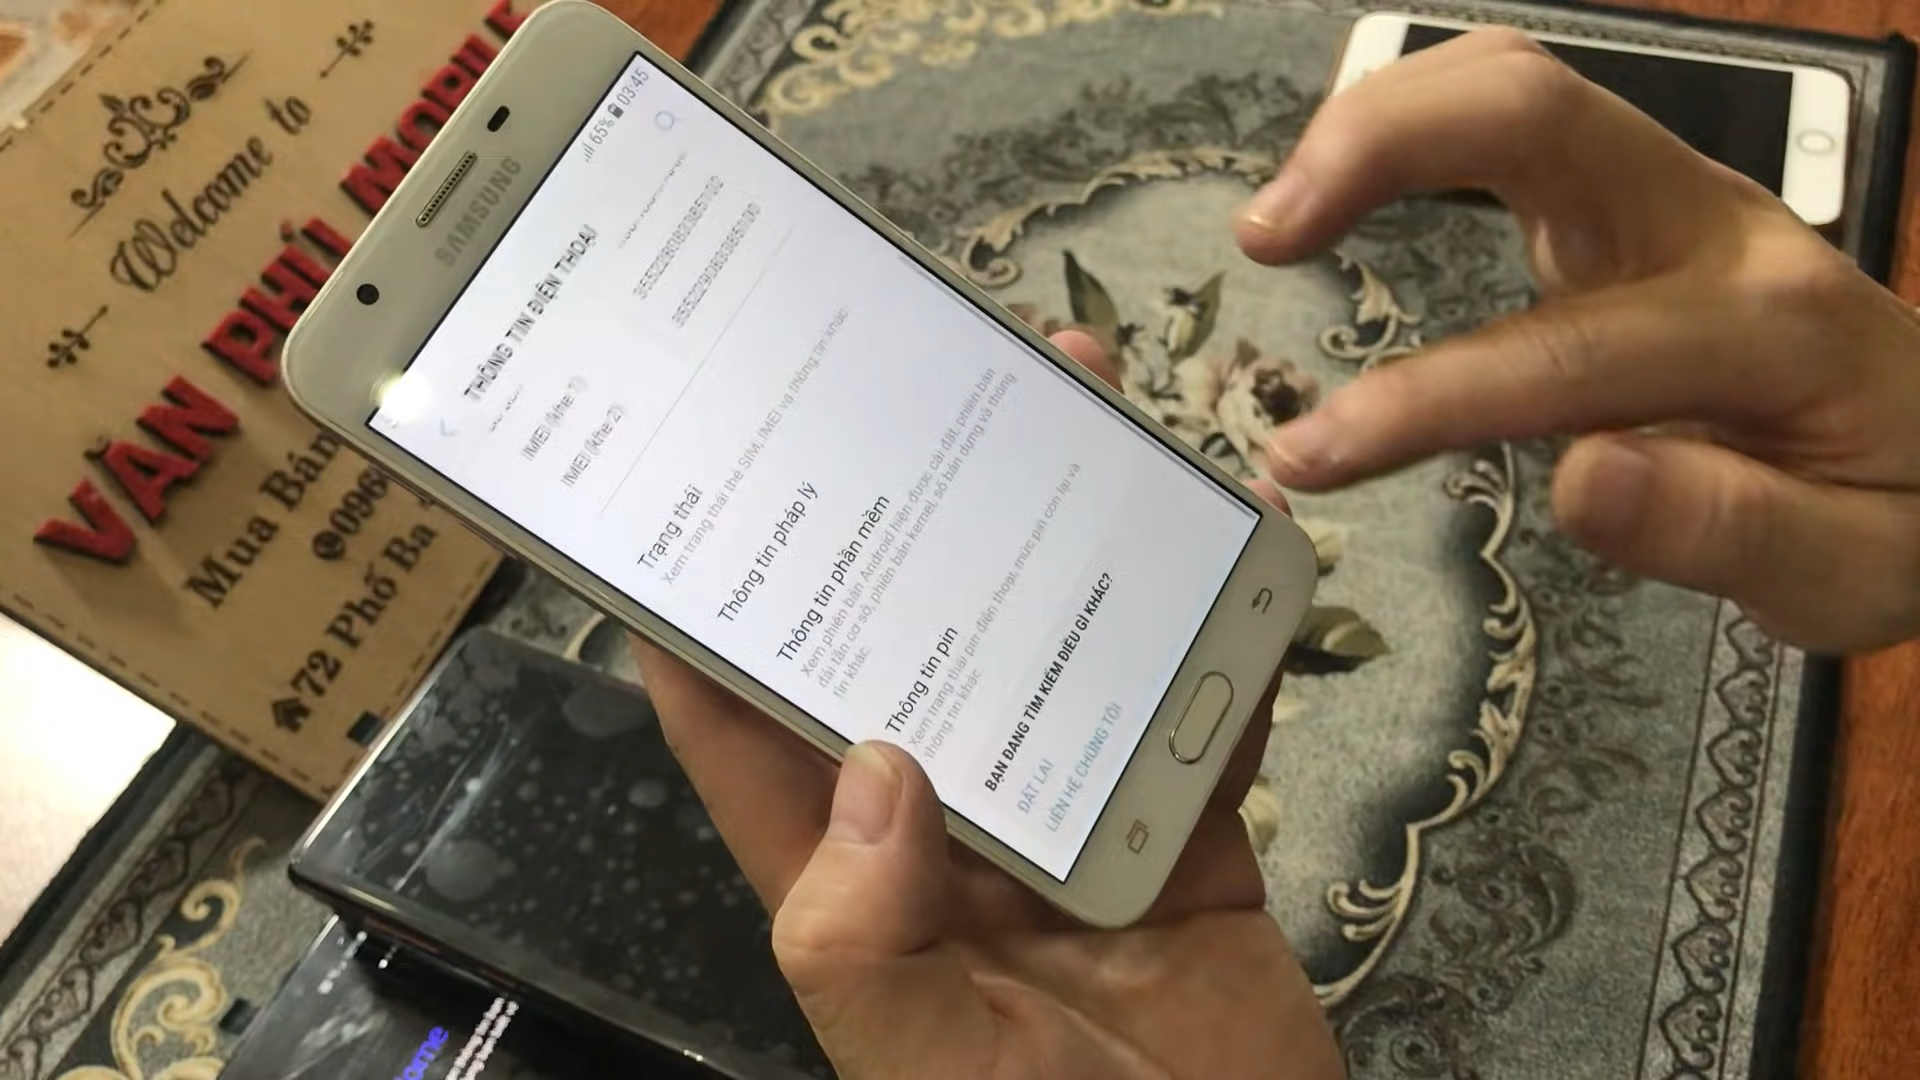 Welcome to
VĂN PHÍ MOBILE
Mua Bán
0968
72 Phố Ba
SAMSUNG
65% 03:45
THÔNG TIN ĐIỆN THOẠI
IMEI (khe 1)
IMEI (khe 2)
Trạng thái
Xem trạng thái thẻ SIM, IMEI và thông tin khác
Thông tin pháp lý
Thông tin phần mềm
Xem phiên bản Android hiện được cài đặt, phiên bản
dải tần cơ sở, phiên bản kernel, số bản dựng và thông
tin khác.
Thông tin pin
Xem trạng thái pin điện thoại, mức pin còn lại và
thông tin khác.
BẠN ĐANG TÌM KIẾM ĐIỀU GÌ KHÁC?
ĐẶT LẠI
LIÊN HỆ CHÚNG TÔI
ome